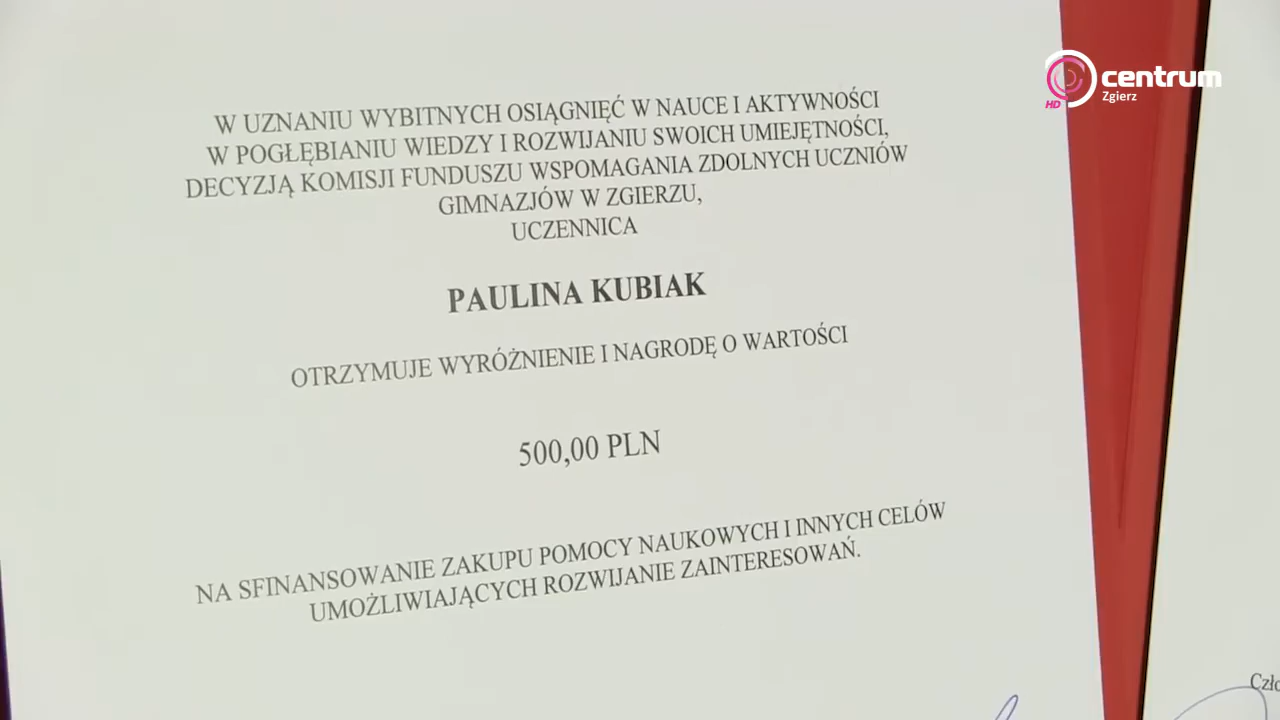 centrum
HD
Zgierz
W UZNANIU WYBITNYCH OSIĄGNIĘĆ W NAUCE I AKTYWNOŚCI
W POGŁĘBIANIU WIEDZY I ROZWIJANIU SWOICH UMIEJĘTNOŚCI,
DECYZJĄ KOMISJI FUNDUSZU WSPOMAGANIA ZDOLNYCH UCZNIÓW
GIMNAZJÓW W ZGIERZU,
UCZENNICA
PAULINA KUBIAK
OTRZYMUJE WYRÓŻNIENIE I NAGRODĘ O WARTOŚCI
500,00 PLN
NA SFINANSOWANIE ZAKUPU POMOCY NAUKOWYCH I INNYCH CELÓW
UMOŻLIWIAJĄCYCH ROZWIJANIE ZAINTERESOWAŃ.